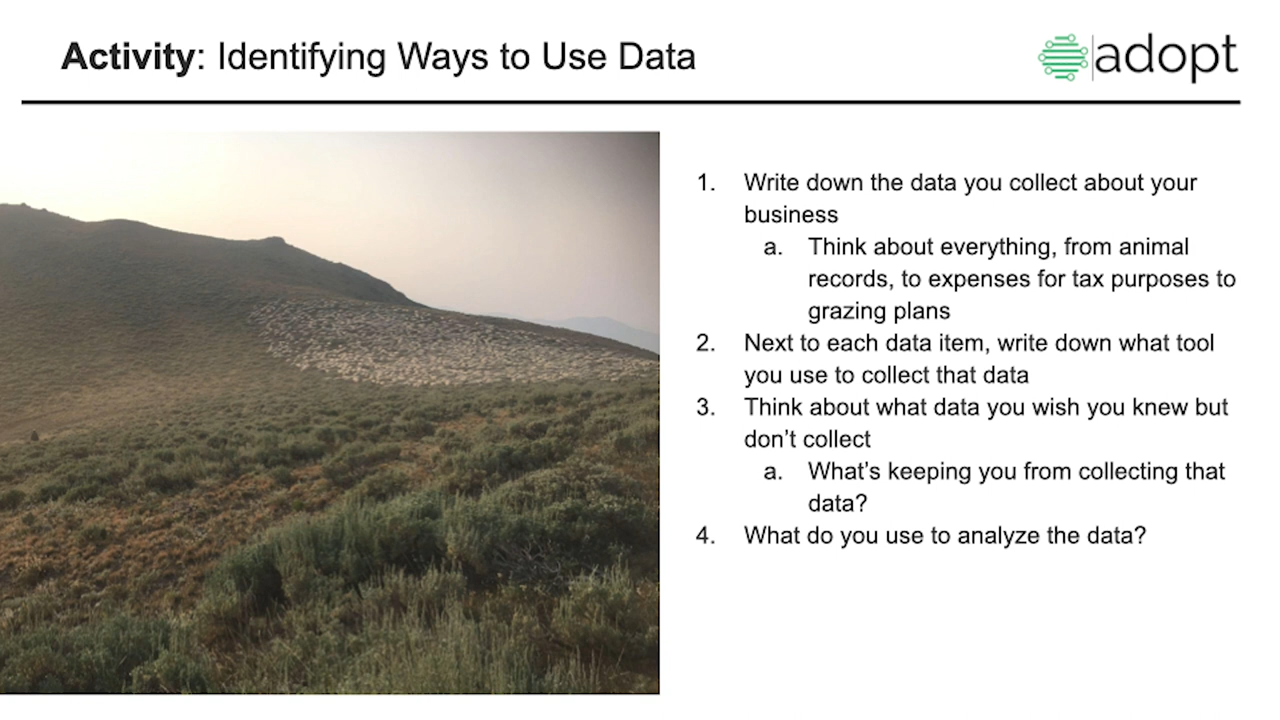 Activity: Identifying Ways to Use Data
adopt
1. Write down the data you collect about your
business
a. Think about everything, from animal
records, to expenses for tax purposes to
grazing plans
2. Next to each data item, write down what tool
you use to collect that data
3. Think about what data you wish you knew but
don’t collect
a. What’s keeping you from collecting that
data?
4. What do you use to analyze the data?